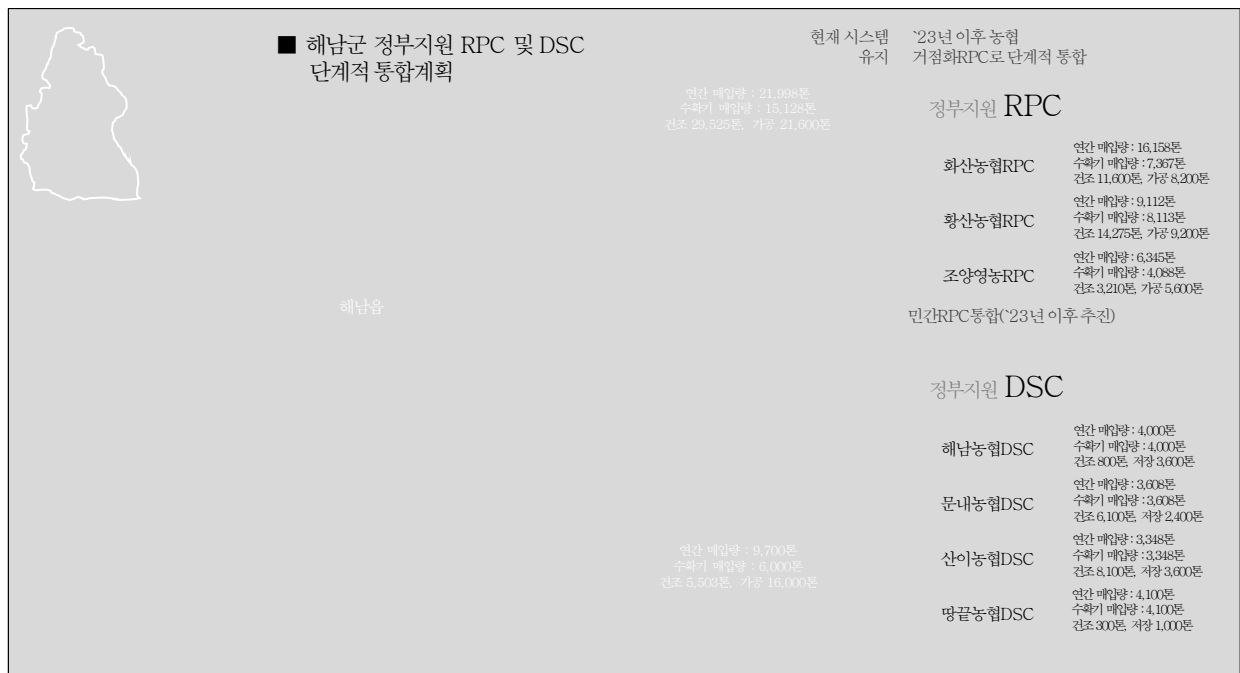 ■ 해남군 정부지원 RPC 및 DSC
단계적 통합계획
현재 시스템 유지
`23년 이후 농협
거점화RPC로 단계적 통합
연간 매입량 : 21,998톤
수확기 매입량 : 15,128톤
건조 29,525톤, 가공 21,600톤
정부지원 RPC
화산농협RPC
연간 매입량 : 16,158톤
수확기 매입량 : 7,367톤
건조 11,600톤, 가공 8,200톤
황산농협RPC
연간 매입량 : 9,112톤
수확기 매입량 : 8,113톤
건조 14,275톤, 가공 9,200톤
조양영농RPC
연간 매입량 : 6,345톤
수확기 매입량 : 4,088톤
건조 3,210톤, 가공 5,600톤
해남읍
민간RPC통합(`23년 이후 추진)
정부지원 DSC
해남농협DSC
연간 매입량 : 4,000톤
수확기 매입량 : 4,000톤
건조 800톤, 저장 3,600톤
문내농협DSC
연간 매입량 : 3,608톤
수확기 매입량 : 3,608톤
건조 6,100톤, 저장 2,400톤
연간 매입량 : 9,700톤
수확기 매입량 : 6,000톤
건조 5,503톤, 가공 16,000톤
산이농협DSC
연간 매입량 : 3,348톤
수확기 매입량 : 3,348톤
건조 8,100톤, 저장 3,600톤
땅끝농협DSC
연간 매입량 : 4,100톤
수확기 매입량 : 4,100톤
건조 300톤, 저장 1,000톤